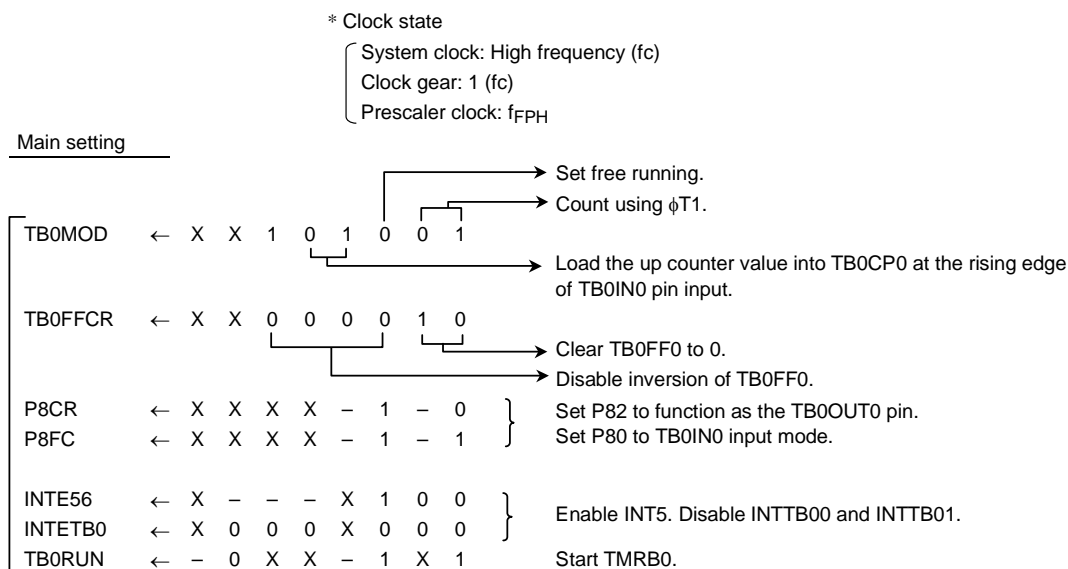 * Clock state
System clock: High frequency (fc)
Clock gear: 1 (fc)
Prescaler clock: fFPH
Main setting
Set free running.
Count using ϕT1.
TB0MOD ← X X 1 0 1 0 0 1
Load the up counter value into TB0CP0 at the rising edge
of TB0IN0 pin input.
TB0FFCR ← X X 0 0 0 0 1 0
Clear TB0FF0 to 0.
Disable inversion of TB0FF0.
P8CR ← X X X X – 1 – 0 Set P82 to function as the TB0OUT0 pin.
P8FC ← X X X X – 1 – 1 Set P80 to TB0IN0 input mode.
INTE56 ← X – – – X 1 0 0
Enable INT5. Disable INTTB00 and INTTB01.
INTETB0 ← X 0 0 0 X 0 0 0
TB0RUN ← – 0 X X – 1 X 1 Start TMRB0.